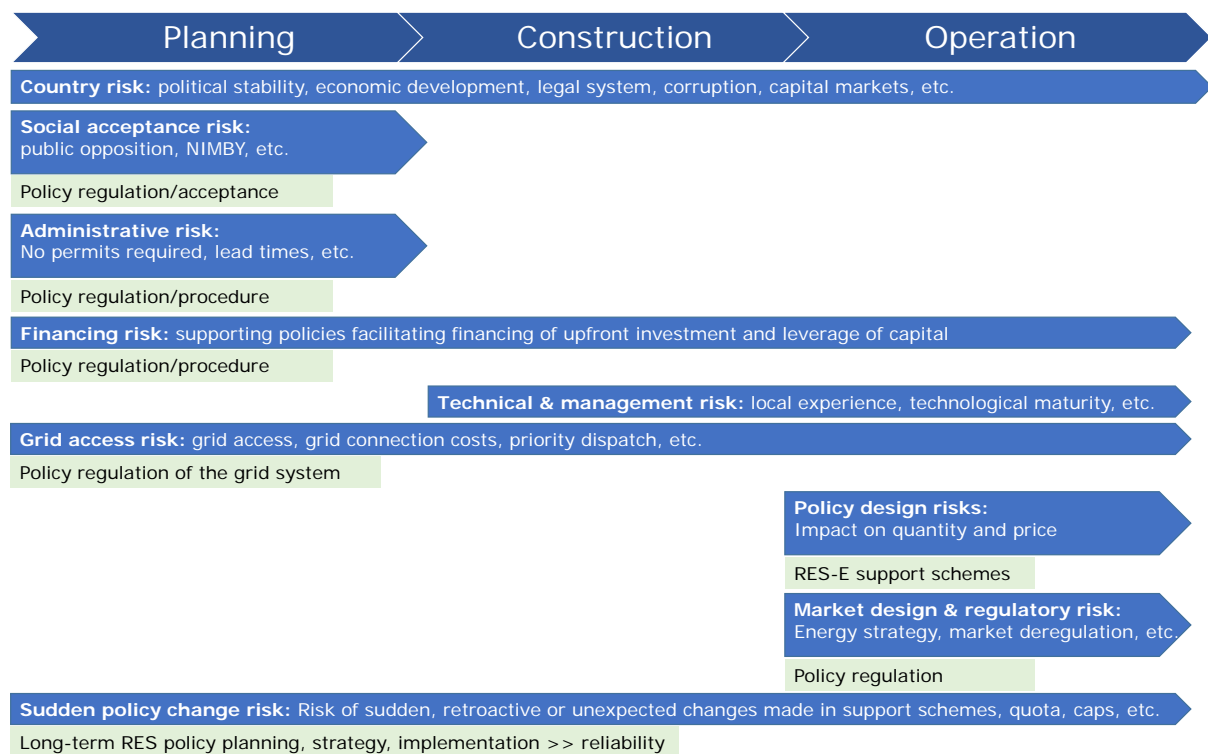 Planning
Construction
Operation
Country risk: political stability, economic development, legal system, corruption, capital markets, etc.
Social acceptance risk:
public opposition, NIMBY, etc.
Policy regulation/acceptance
Administrative risk:
No permits required, lead times, etc.
Policy regulation/procedure
Financing risk: supporting policies facilitating financing of upfront investment and leverage of capital
Policy regulation/procedure
Technical & management risk: local experience, technological maturity, etc.
Grid access risk: grid access, grid connection costs, priority dispatch, etc.
Policy regulation of the grid system
Policy design risks:
Impact on quantity and price
RES-E support schemes
Market design & regulatory risk:
Energy strategy, market deregulation, etc.
Policy regulation
Sudden policy change risk: Risk of sudden, retroactive or unexpected changes made in support schemes, quota, caps, etc.
Long-term RES policy planning, strategy, implementation >> reliability